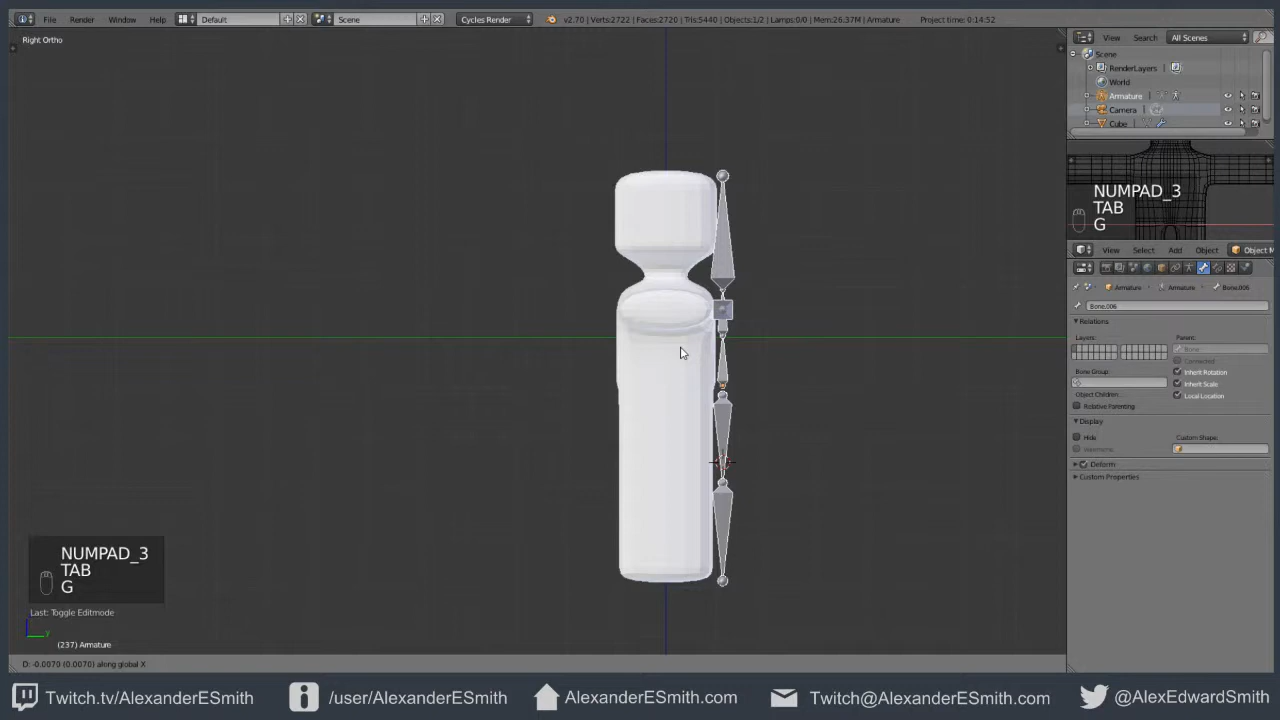 File Render Window Help Default Scene Cycles Render v2.70 | Verts:2722 | Faces:2720 | Tris:5440 | Objects:1/2 | Lamps:0/0 | Mem:26.37M | Armature Project time: 0:14:52
Right Ortho
View Search All Scenes
Scene
RenderLayers
World
Armature
Camera
Cube
NUMPAD_3
TAB
G
View Select Add Object Object M
Armature Armature Bone.006
Bone.006
Relations
Layers: Parent:
Bone
Connected
Bone Group: Inherit Rotation
Inherit Scale
Object Children: Local Location
Relative Parenting
Display
Hide Custom Shape:
Wireframe
Deform
Custom Properties
NUMPAD_3
TAB
G
Last: Toggle Editmode
y
(237) Armature
D: -0.0070 (0.0070) along global X
Twitch.tv/AlexanderESmith /user/AlexanderESmith AlexanderESmith.com Twitch@AlexanderESmith.com @AlexEdwardSmith